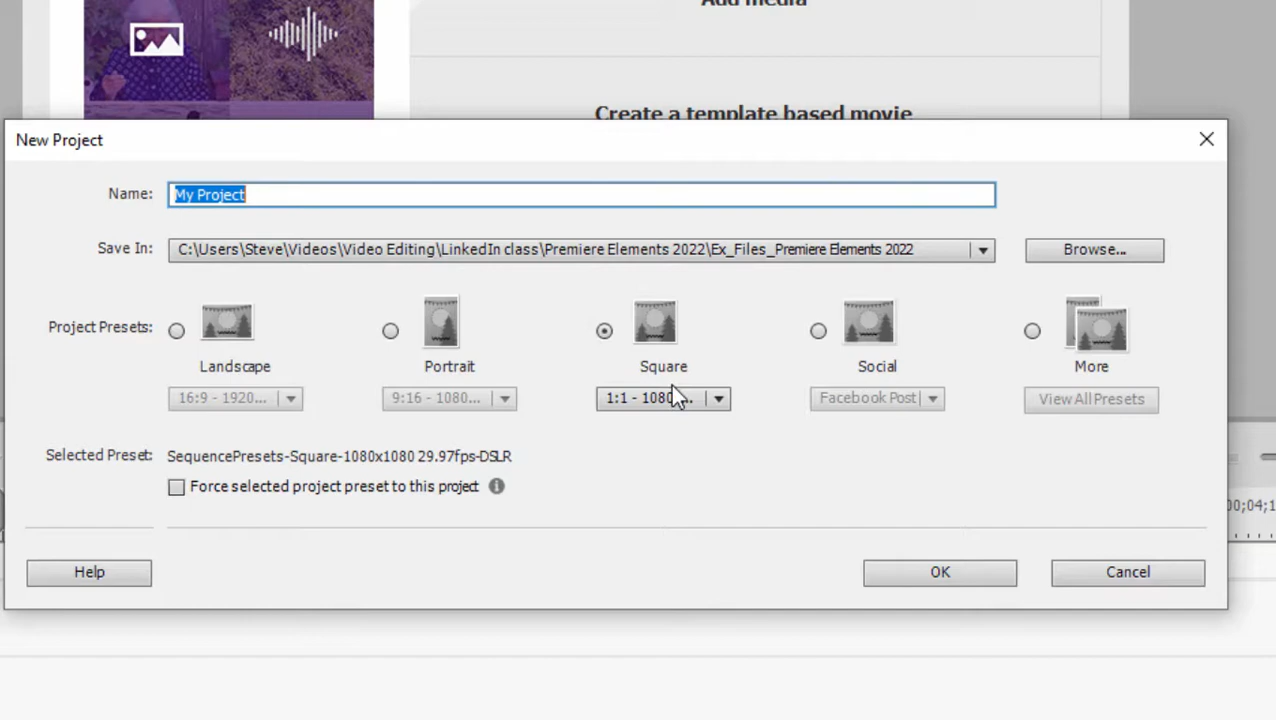 Add media
Create a template based movie
New Project
Name: My Project
Save In: C:\Users\Steve\Videos\Video Editing\LinkedIn class\Premiere Elements 2022\Ex_Files_Premiere Elements 2022 Browse...
Project Presets:
Landscape Portrait Square Social More
16:9 - 1920... 9:16 - 1080... 1:1 - 1080... Facebook Post View All Presets
Selected Preset: SequencePresets-Square-1080x1080 29.97fps-DSLR
Force selected project preset to this project
00;04;1
Help OK Cancel